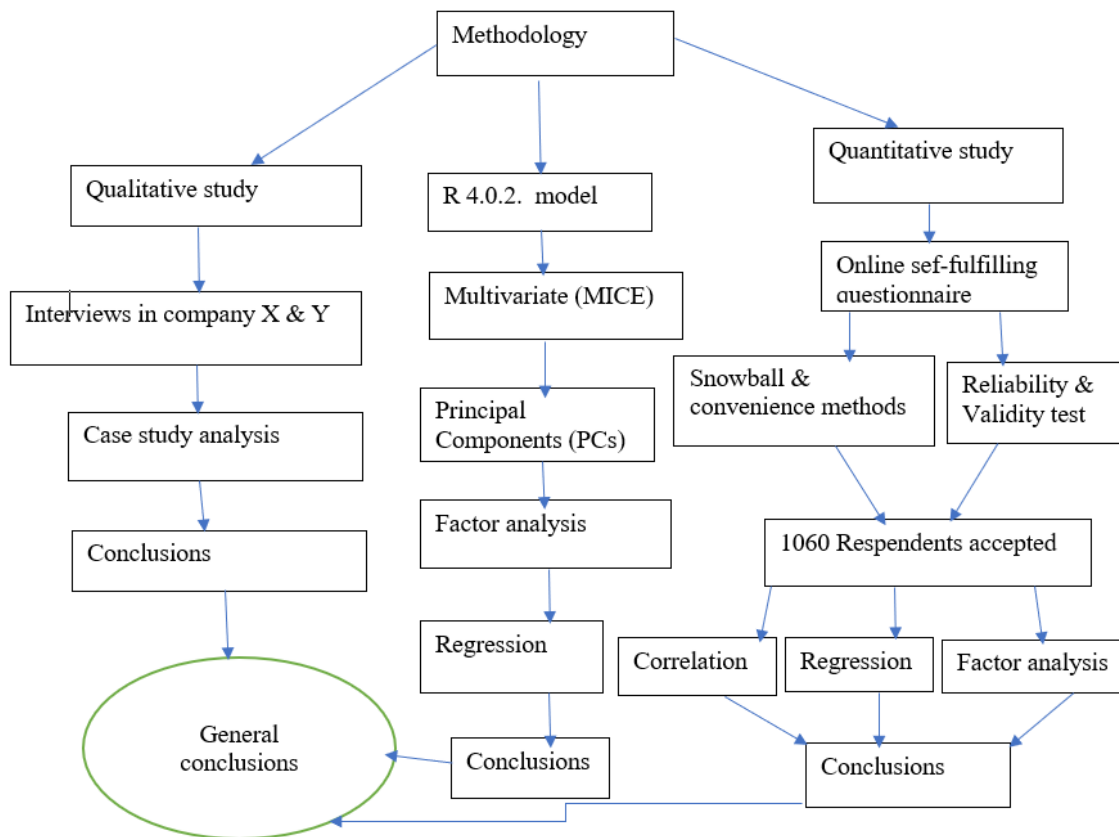 Methodology
Qualitative study
R 4.0.2. model
Quantitative study
Interviews in company X & Y
Multivariate (MICE)
Online sef-fulfilling
questionnaire
Case study analysis
Principal
Components (PCs)
Snowball &
convenience methods
Reliability &
Validity test
Conclusions
Factor analysis
1060 Respendents accepted
Regression
Correlation
Regression
Factor analysis
General
conclusions
Conclusions
Conclusions